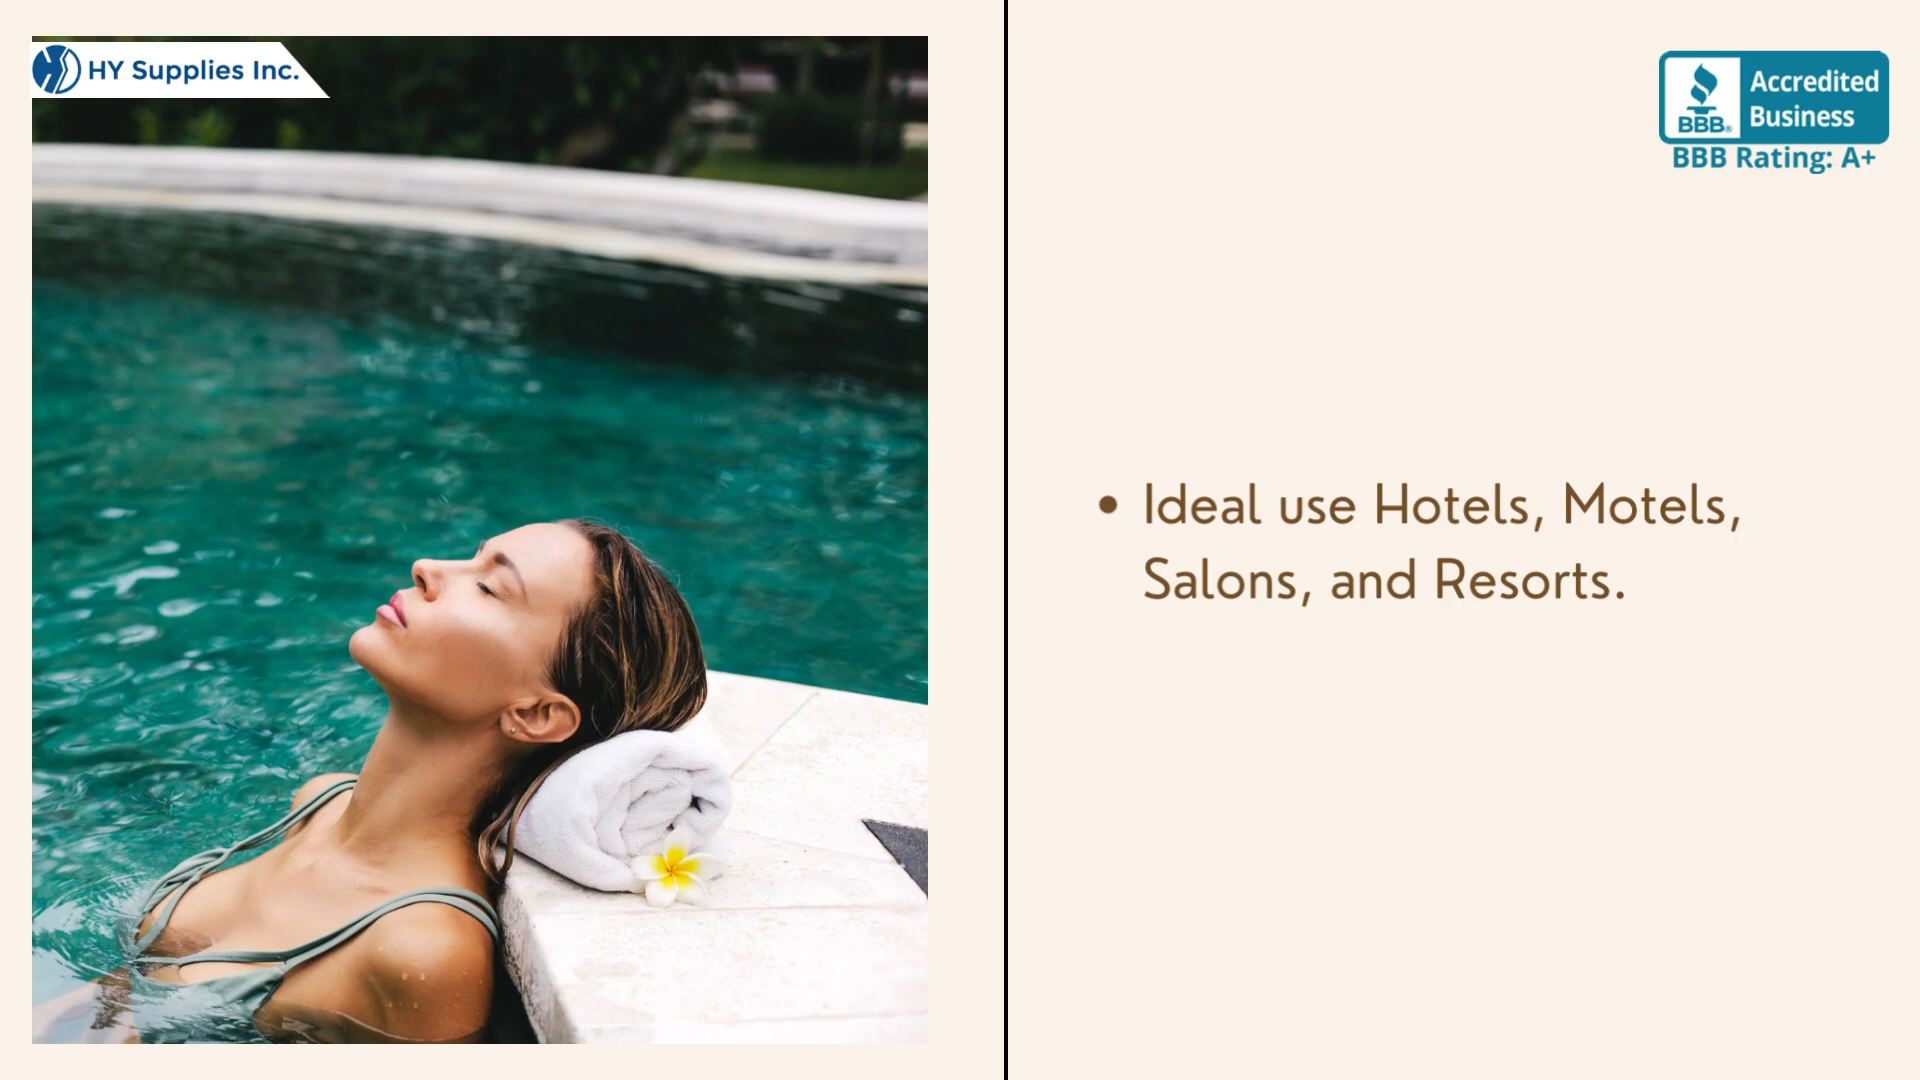 HY Supplies Inc.
Accredited
Business
BBB®
BBB Rating: A+
• Ideal use Hotels, Motels,
Salons, and Resorts.